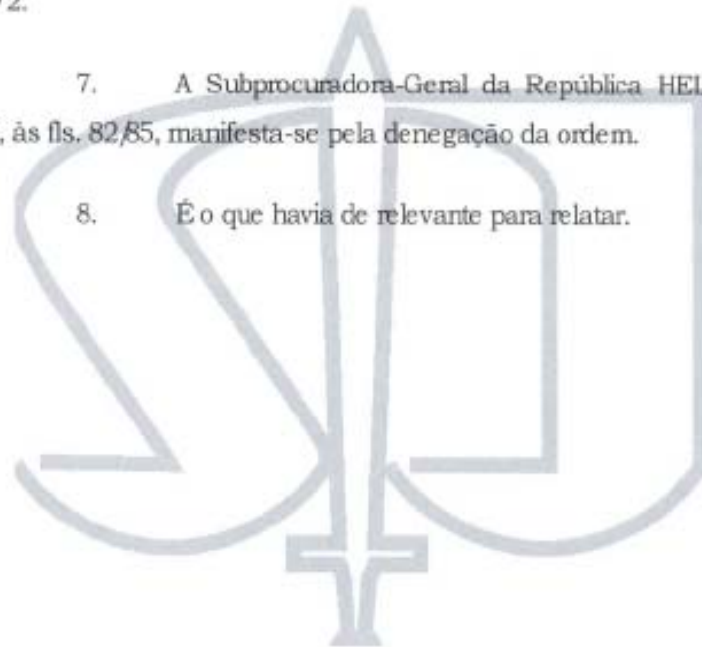 7. A Subprocuradora-Geral da República
, às fls. 82/85, manifesta-se pela denegação da ordem.
8. É o que havia de relevante para relatar.